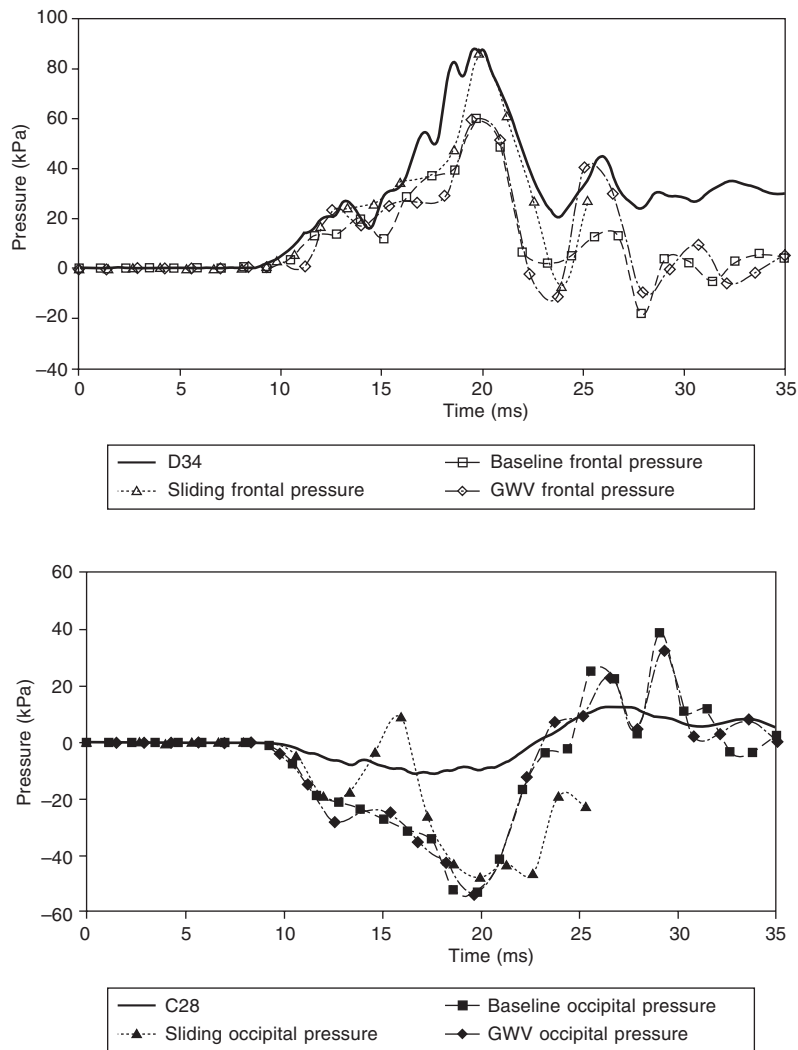 100
80
60
40
20
0
−20
−40
Pressure (kPa)
0 5 10 15 20 25 30 35
Time (ms)
D34 Baseline frontal pressure
Sliding frontal pressure GWV frontal pressure
60
40
20
0
−20
−40
−60
Pressure (kPa)
0 5 10 15 20 25 30 35
Time (ms)
C28 Baseline occipital pressure
Sliding occipital pressure GWV occipital pressure